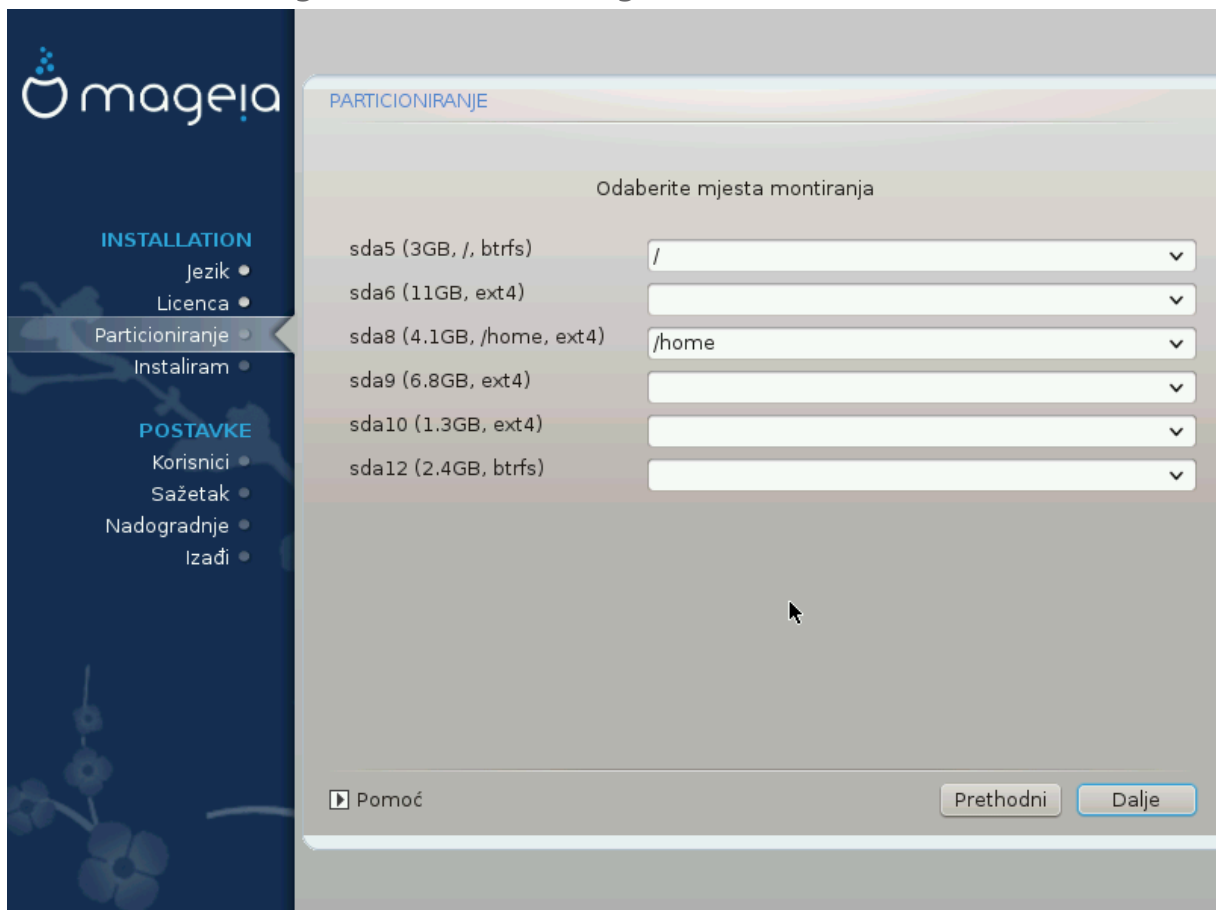 mageia
INSTALLATION
Jezik
Licenca
Particioniranje
Instaliram
POSTAVKE
Korisnici
Sažetak
Nadogradnje
Izađi
PARTICIONIRANJE
Odaberite mjesta montiranja
sda5 (3GB, /, btrfs) /
sda6 (11GB, ext4)
sda8 (4.1GB, /home, ext4) /home
sda9 (6.8GB, ext4)
sda10 (1.3GB, ext4)
sda12 (2.4GB, btrfs)
Pomoć Prethodni Dalje